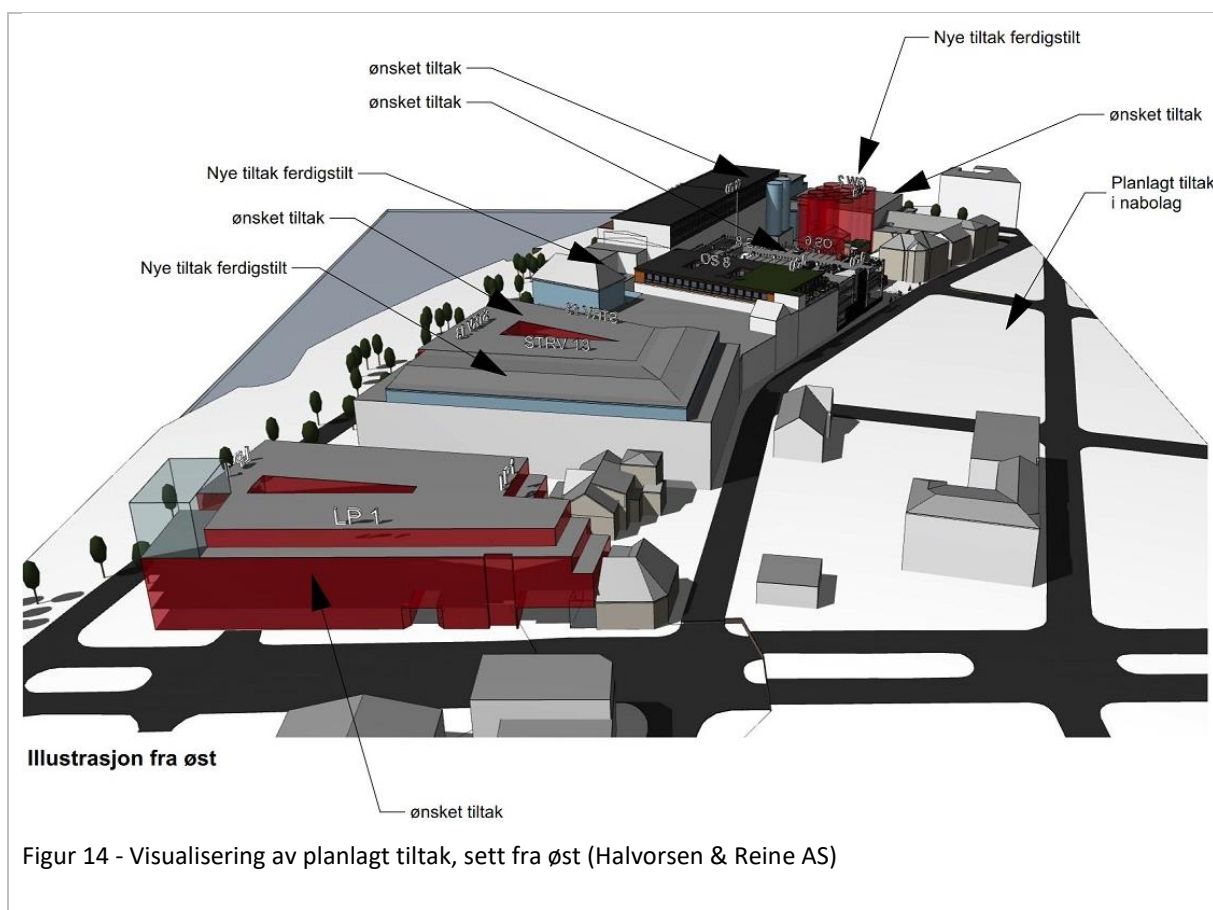 Nye tiltak ferdigstilt
ønsket tiltak
ønsket tiltak
ønsket tiltak
Nye tiltak ferdigstilt
Planlagt tiltak
i nabolag
ønsket tiltak
Nye tiltak ferdigstilt
OS 8
STRV 13
LP 1
Illustrasjon fra øst
ønsket tiltak
Figur 14 - Visualisering av planlagt tiltak, sett fra øst (Halvorsen & Reine AS)